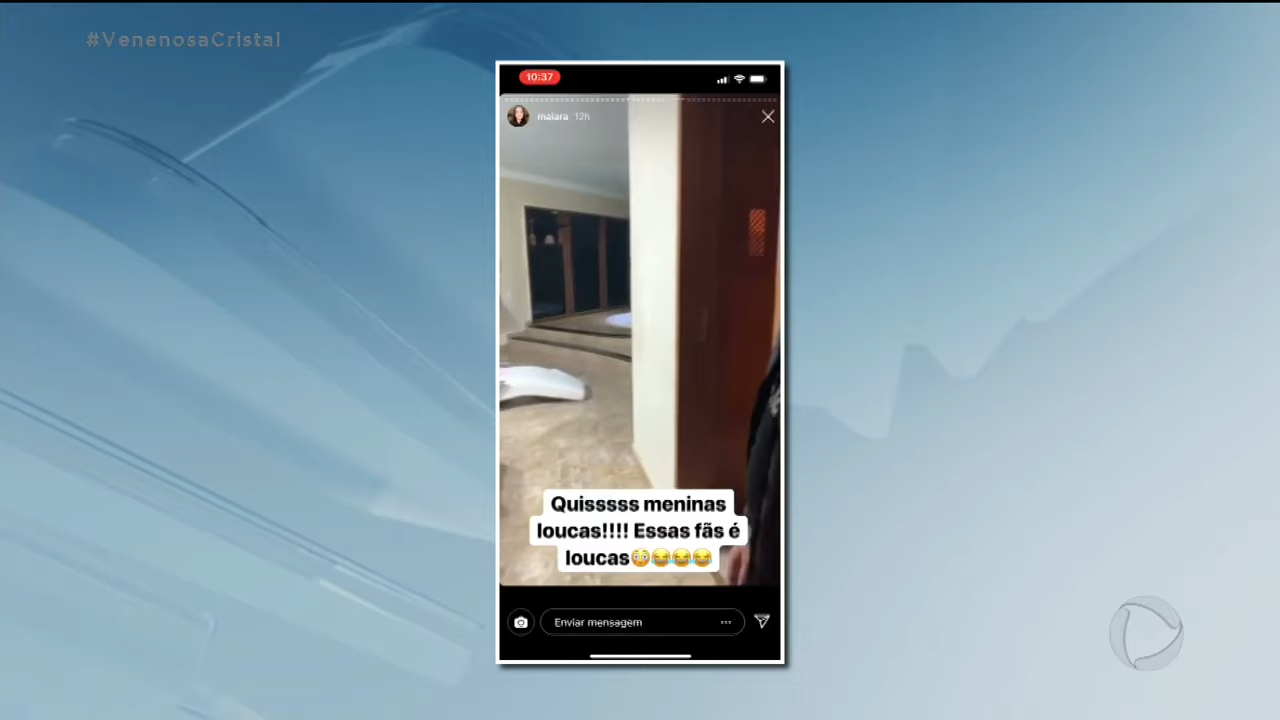 #VenenosaCristal
10:37
maiara 12h
Quisssss meninas
loucas!!!! Essas fãs é
loucas😳😂😂😂
Enviar mensagem